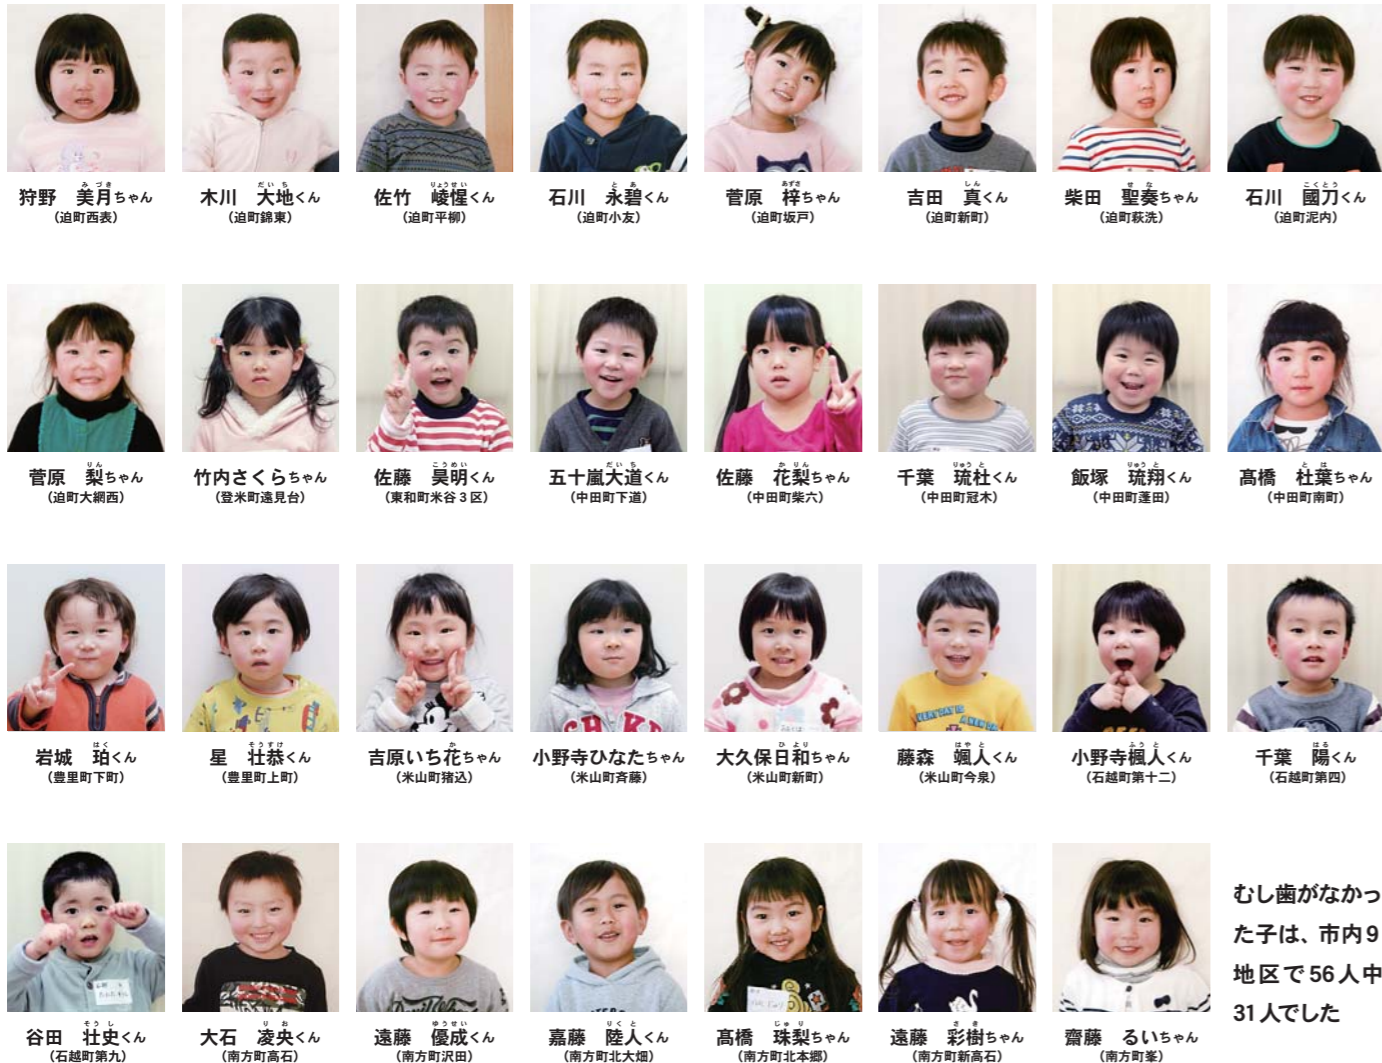 狩野 美月ちゃん
(迫町西表)
木川 大地くん
(迫町錦東)
佐竹 崚惺くん
(迫町平柳)
石川 永碧くん
(迫町小友)
菅原 梓ちゃん
(迫町坂戸)
吉田 真くん
(迫町新町)
柴田 聖奏ちゃん
(迫町萩洗)
石川 國刀くん
(迫町泥内)
菅原 梨ちゃん
(迫町大網西)
竹内さくらちゃん
(登米町遠見台)
佐藤 昊明くん
(東和町米谷3区)
五十嵐大道くん
(中田町下道)
佐藤 花梨ちゃん
(中田町柴六)
千葉 琉杜くん
(中田町冠木)
飯塚 琉翔くん
(中田町蓬田)
髙橋 杜葉ちゃん
(中田町南町)
岩城 珀くん
(豊里町下町)
星 壮恭くん
(豊里町上町)
吉原いち花ちゃん
(米山町猪込)
小野寺ひなたちゃん
(米山町斉藤)
大久保日和ちゃん
(米山町新町)
藤森 颯人くん
(米山町今泉)
小野寺楓人くん
(石越町第十二)
千葉 陽くん
(石越町第四)
谷田 壮史くん
(石越町第九)
大石 凌央くん
(南方町高石)
遠藤 優成くん
(南方町沢田)
嘉藤 陸人くん
(南方町北大畑)
髙橋 珠梨ちゃん
(南方町北本郷)
遠藤 彩樹ちゃん
(南方町新高石)
齋藤 るいちゃん
(南方町峯)
むし歯がなかっ
た子は、市内9
地区で56人中
31人でした